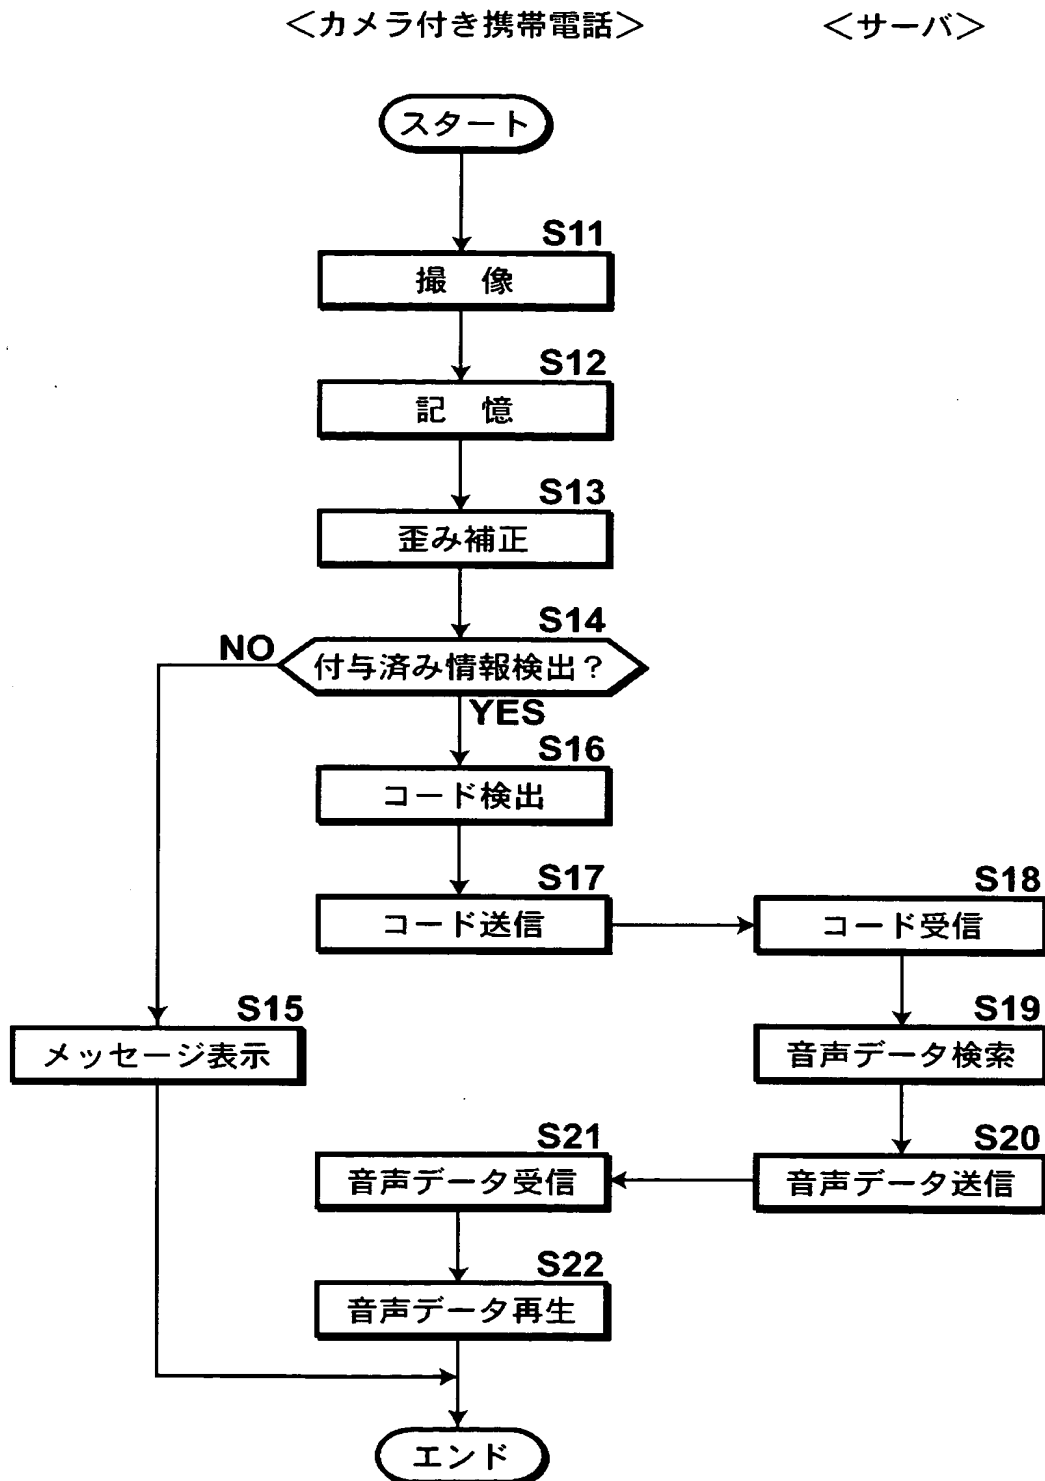 ＜カメラ付き携帯電話＞
＜サーバ＞
スタート
S11
撮　像
S12
記　憶
S13
歪み補正
S14
付与済み情報検出？
NO
YES
S16
コード検出
S17
コード送信
S18
コード受信
S15
メッセージ表示
S19
音声データ検索
S20
音声データ送信
S21
音声データ受信
S22
音声データ再生
エンド